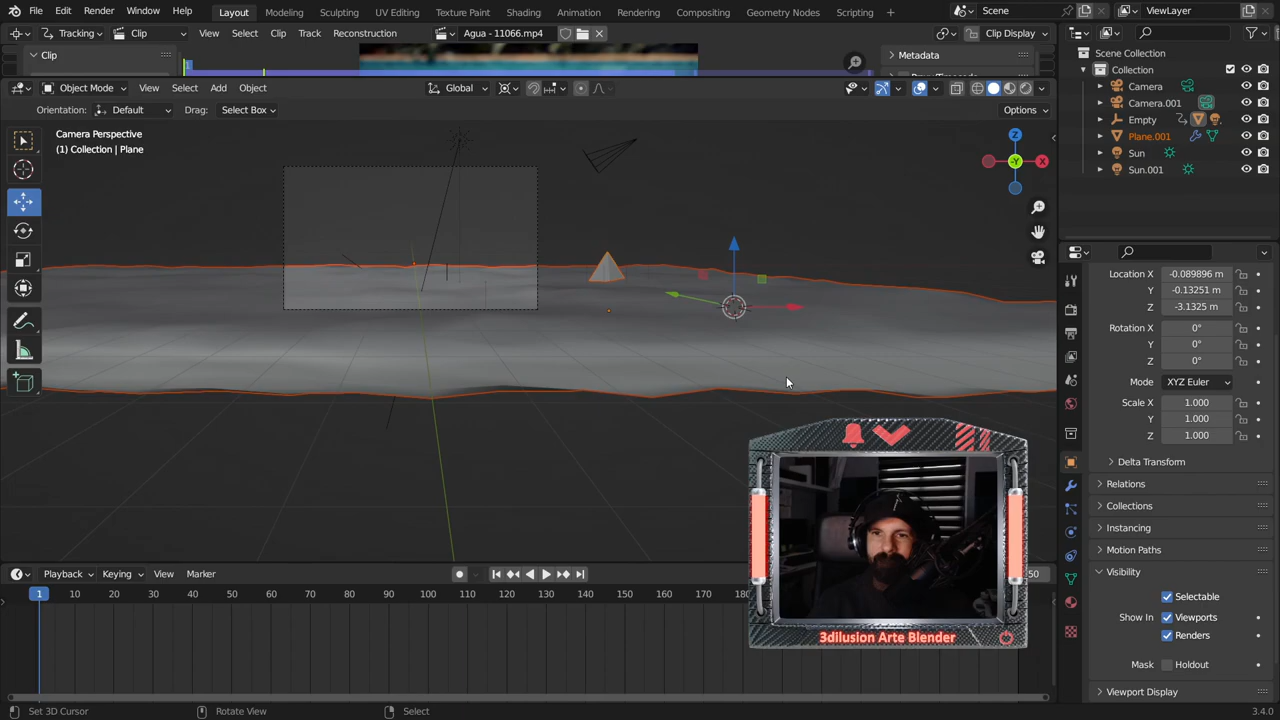 File Edit Render Window Help
Layout Modeling Sculpting UV Editing Texture Paint Shading Animation Rendering Compositing Geometry Nodes Scripting +
Scene
ViewLayer
Tracking Clip View Select Clip Track Reconstruction
Agua - 11066.mp4
Clip Display
Clip
Metadata
Object Mode View Select Add Object
Global
Orientation: Default Drag: Select Box
Options
Camera Perspective
(1) Collection | Plane
Z
X
-Y
Scene Collection
Collection
Camera
Camera.001
Empty
Plane.001
Sun
Sun.001
Location X -0.089896 m
Y -0.13251 m
Z -3.1325 m
Rotation X 0°
Y 0°
Z 0°
Mode XYZ Euler
Scale X 1.000
Y 1.000
Z 1.000
Delta Transform
Relations
Collections
Instancing
Motion Paths
Visibility
Selectable
Show In Viewports
Renders
Mask Holdout
Viewport Display
Playback Keying View Marker
50
1 10 20 30 40 50 60 70 80 90 100 110 120 130 140 150 160 170 180
3dilusion Arte Blender
Set 3D Cursor
Rotate View
Select
3.4.0